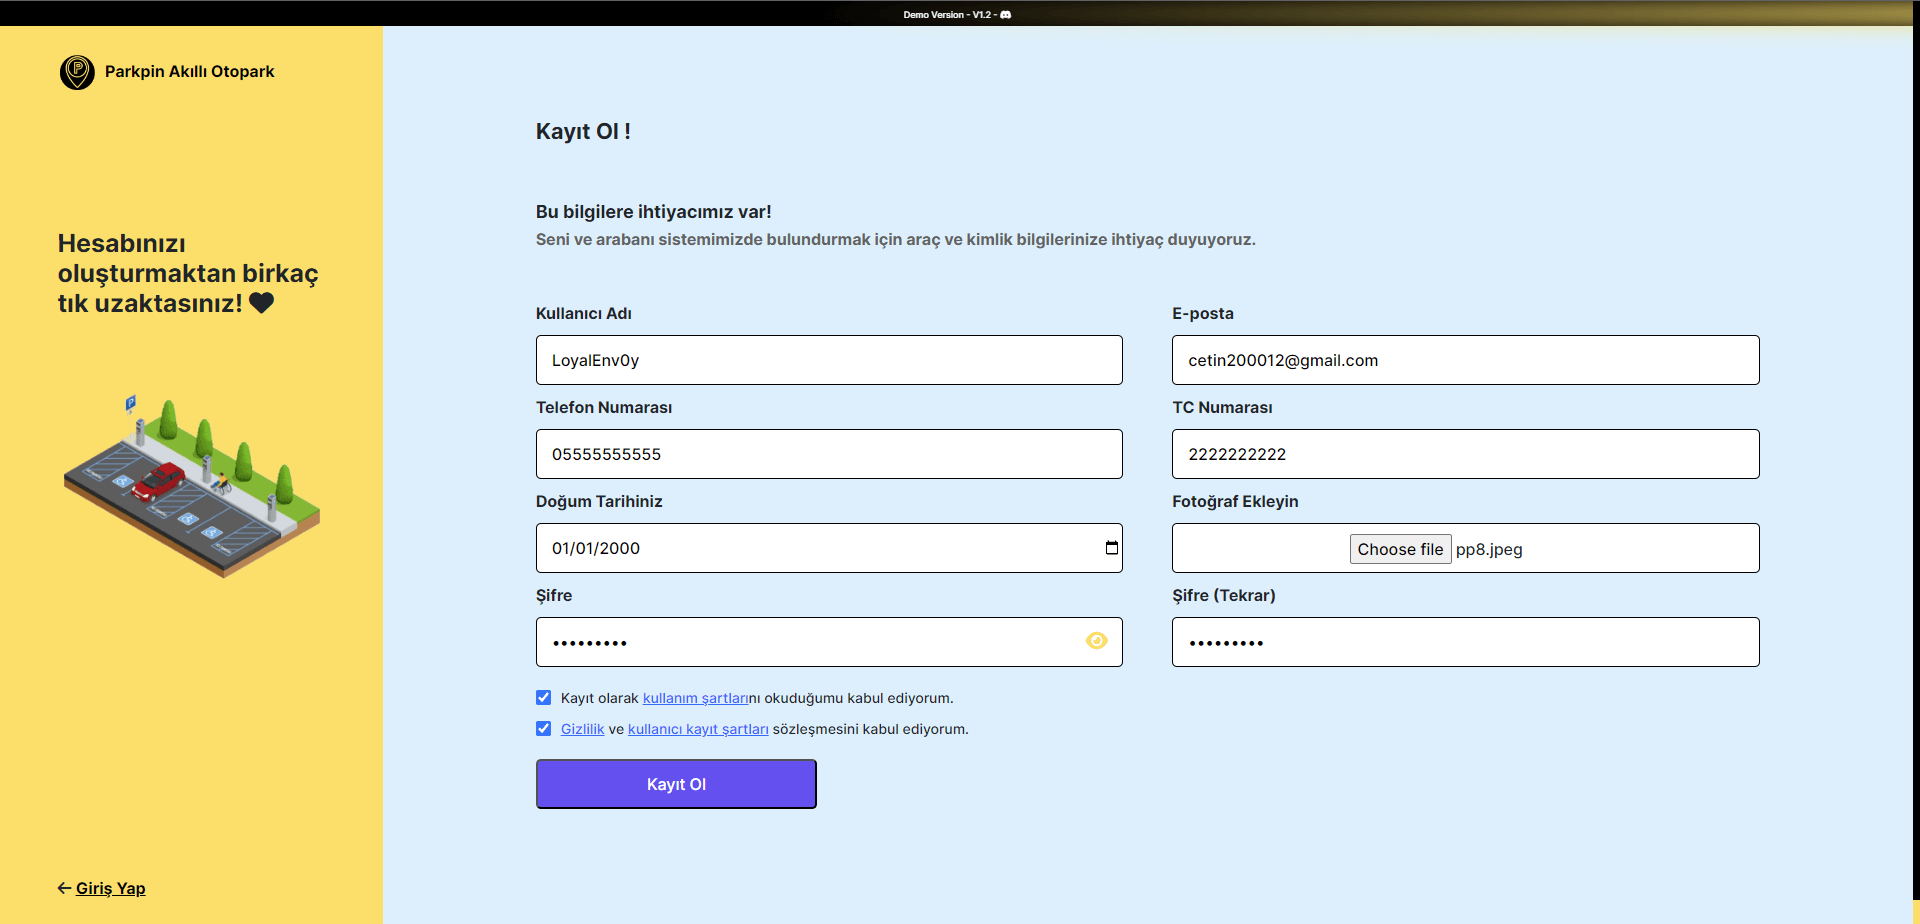 Demo Version - V1.2 -
Parkpin Akıllı Otopark
Hesabınızı
oluşturmaktan birkaç
tık uzaktasınız!
Giriş Yap
Kayıt Ol !
Bu bilgilere ihtiyacımız var!
Seni ve arabanı sistemimizde bulundurmak için araç ve kimlik bilgilerinize ihtiyaç duyuyoruz.
Kullanıcı Adı
LoyalEnv0y
E-posta
cetin200012@gmail.com
Telefon Numarası
05555555555
TC Numarası
2222222222
Doğum Tarihiniz
01/01/2000
Fotoğraf Ekleyin
Choose file pp8.jpeg
Şifre
•••••••••
Şifre (Tekrar)
•••••••••
Kayıt olarak kullanım şartlarını okuduğumu kabul ediyorum.
Gizlilik ve kullanıcı kayıt şartları sözleşmesini kabul ediyorum.
Kayıt Ol